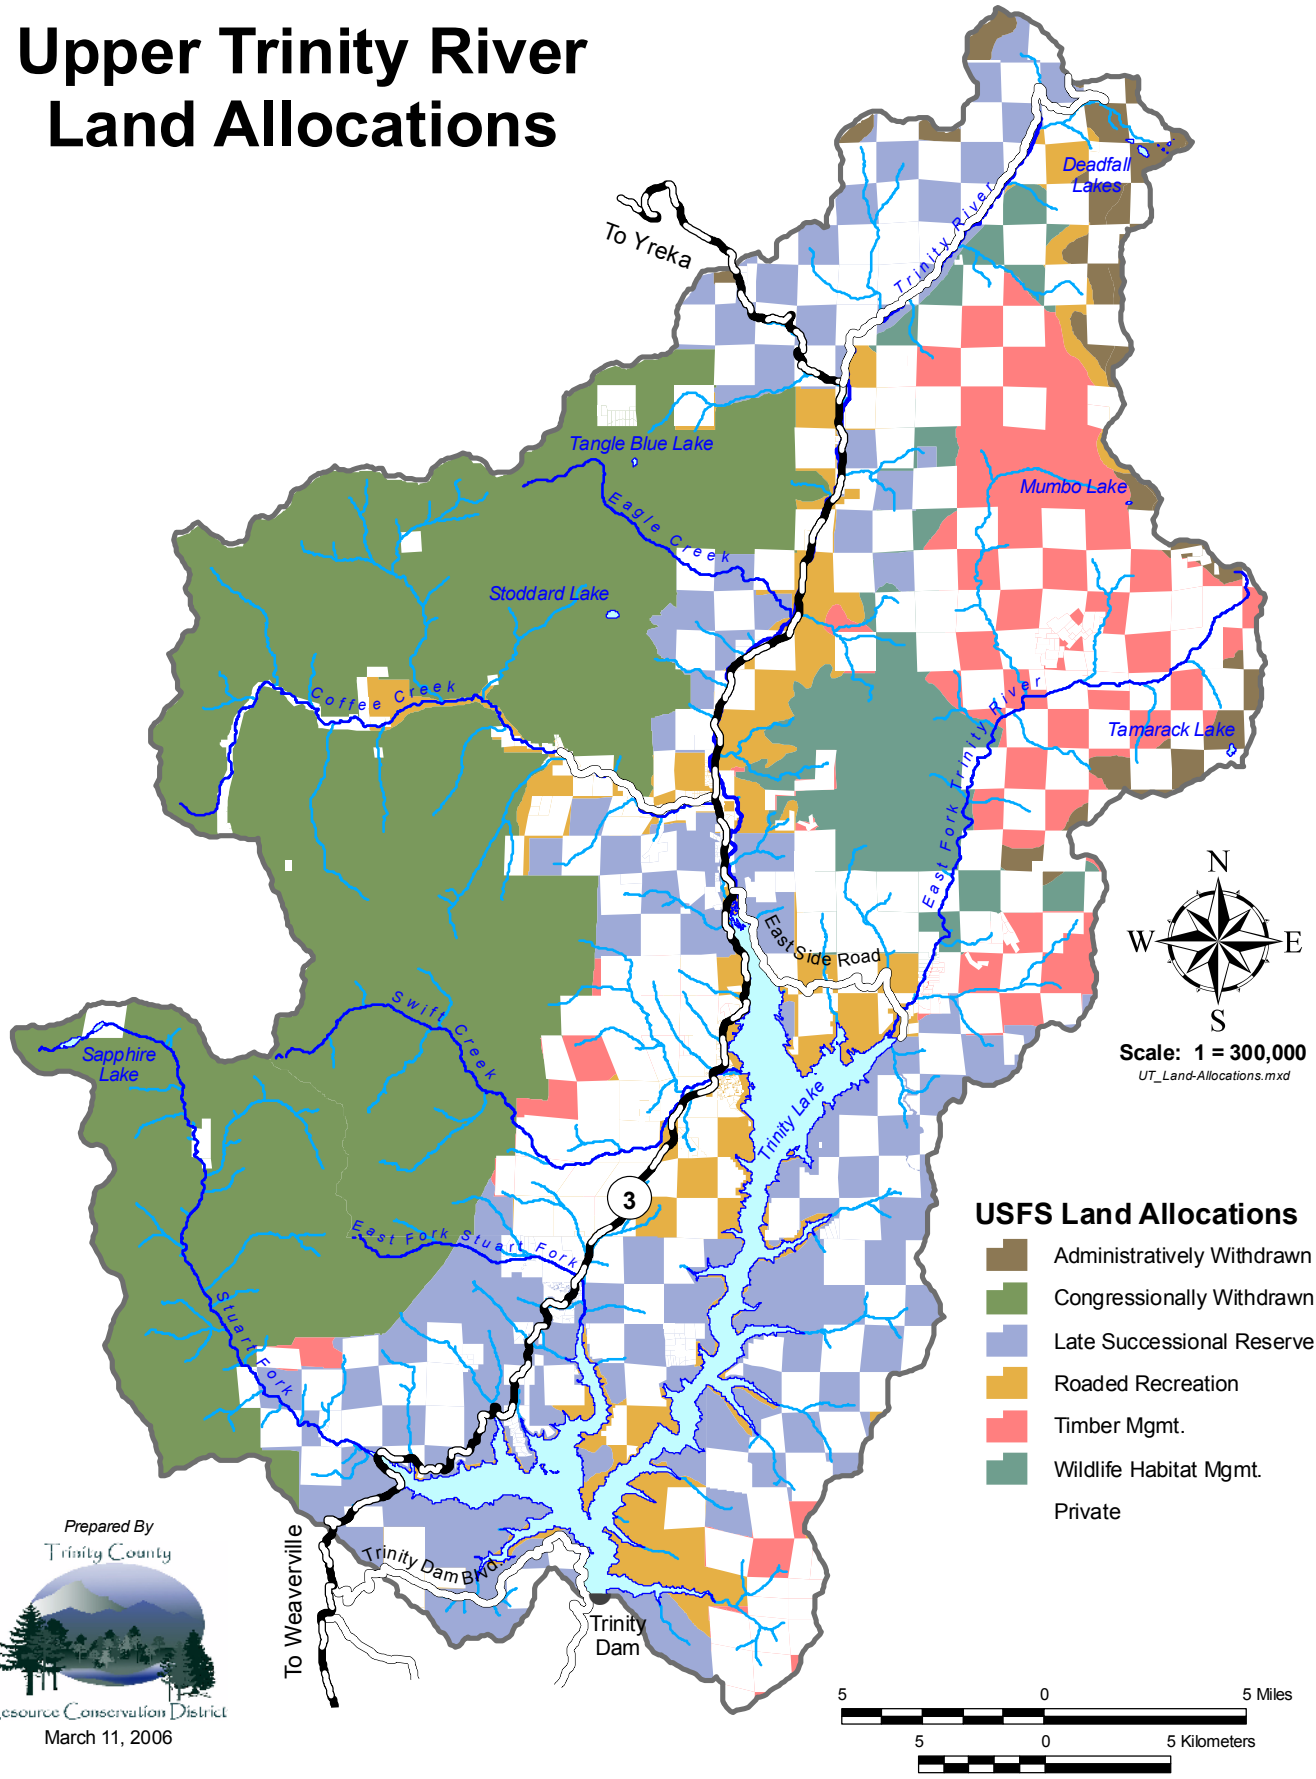 Upper Trinity River
Land Allocations
Deadfall
Lakes
To Yreka
Trinity River
Tangle Blue Lake
Eagle Creek
Mumbo Lake
Stoddard Lake
Coffee Creek
East Fork Trinity River
Tamarack Lake
N
W
E
S
East Side Road
Swift Creek
Sapphire
Lake
Scale: 1 = 300,000
UT_Land-Allocations.mxd
Trinity Lake
3
East Fork Stuart Fork
Stuart Fork
USFS Land Allocations
Administratively Withdrawn
Congressionally Withdrawn
Late Successional Reserve
Roaded Recreation
Timber Mgmt.
Wildlife Habitat Mgmt.
Private
Prepared By
Trinity County
esource Conservation District
March 11, 2006
To Weaverville
Trinity Dam Blvd.
Trinity
Dam
5 0 5 Miles
5 0 5 Kilometers